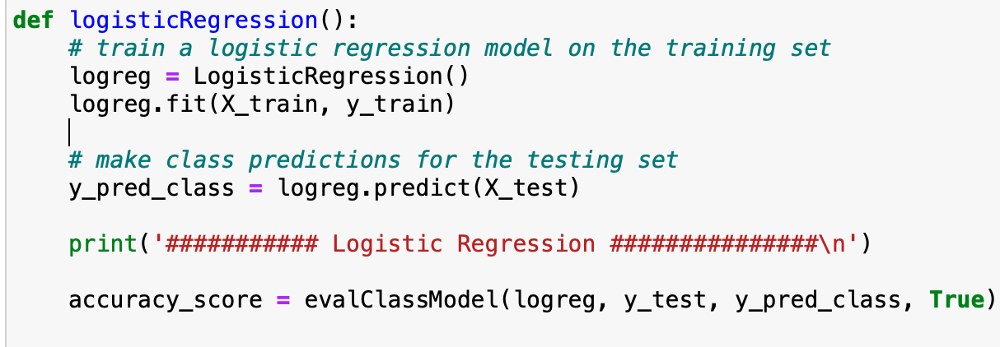 def logisticRegression():
    # train a logistic regression model on the training set
    logreg = LogisticRegression()
    logreg.fit(X_train, y_train)
    # make class predictions for the testing set
    y_pred_class = logreg.predict(X_test)
    print('########### Logistic Regression ###############\n')
    accuracy_score = evalClassModel(logreg, y_test, y_pred_class, True)